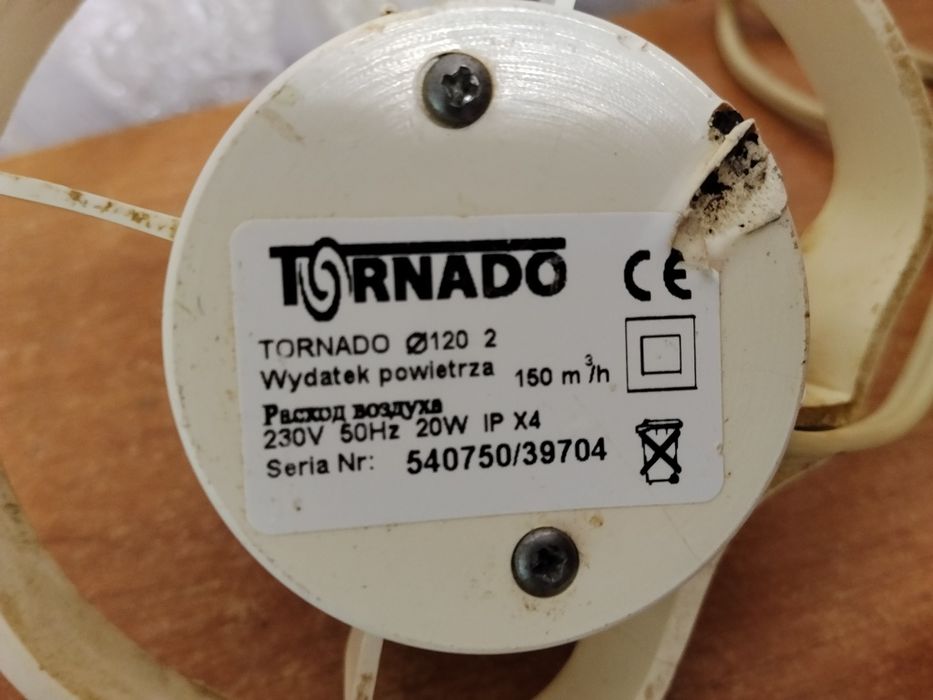 TORNADO CE
TORNADO Ø120 2
Wydatek powietrza 150 m³/h
Расход воздуха
230V 50Hz 20W IP X4
Seria Nr: 540750/39704